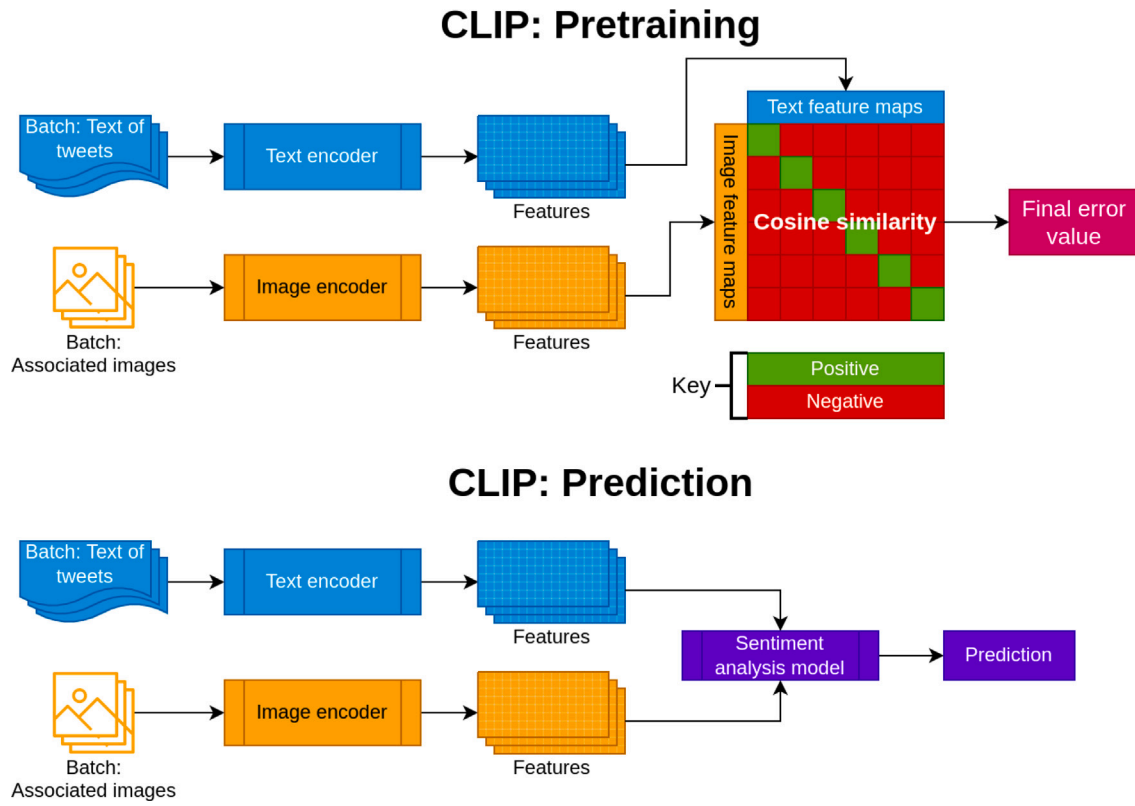 CLIP: Pretraining
Batch: Text of
tweets
Text encoder
Features
Text feature maps
Image feature maps
Cosine similarity
Final error
value
Batch:
Associated images
Image encoder
Features
Key
Positive
Negative
CLIP: Prediction
Batch: Text of
tweets
Text encoder
Features
Sentiment
analysis model
Prediction
Batch:
Associated images
Image encoder
Features